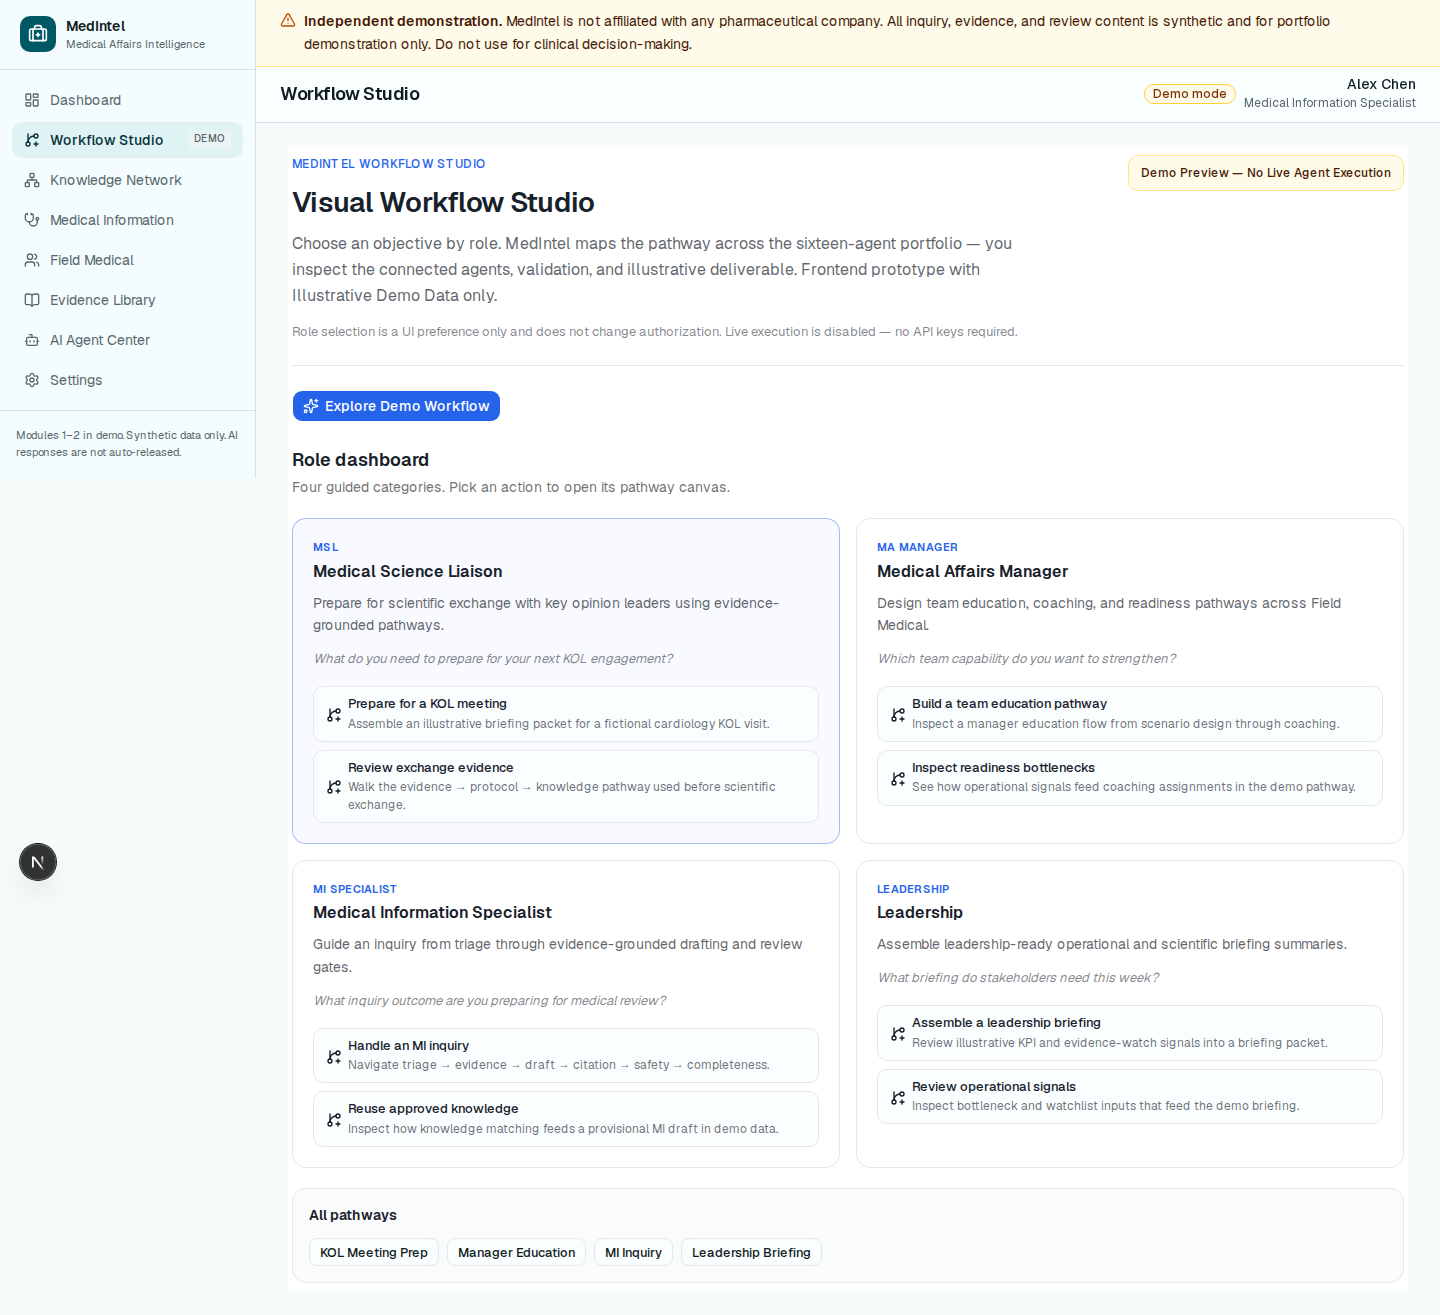 MedIntel
Medical Affairs Intelligence
Dashboard
Workflow Studio DEMO
Knowledge Network
Medical Information
Field Medical
Evidence Library
AI Agent Center
Settings
Modules 1–2 in demo. Synthetic data only. AI
responses are not auto-released.
Independent demonstration. MedIntel is not affiliated with any pharmaceutical company. All inquiry, evidence, and review content is synthetic and for portfolio
demonstration only. Do not use for clinical decision-making.
Workflow Studio
Demo mode
Alex Chen
Medical Information Specialist
MEDINTEL WORKFLOW STUDIO
Demo Preview — No Live Agent Execution
Visual Workflow Studio
Choose an objective by role. MedIntel maps the pathway across the sixteen-agent portfolio — you
inspect the connected agents, validation, and illustrative deliverable. Frontend prototype with
Illustrative Demo Data only.
Role selection is a UI preference only and does not change authorization. Live execution is disabled — no API keys required.
Explore Demo Workflow
Role dashboard
Four guided categories. Pick an action to open its pathway canvas.
MSL
Medical Science Liaison
Prepare for scientific exchange with key opinion leaders using evidence-
grounded pathways.
What do you need to prepare for your next KOL engagement?
Prepare for a KOL meeting
Assemble an illustrative briefing packet for a fictional cardiology KOL visit.
Review exchange evidence
Walk the evidence → protocol → knowledge pathway used before scientific
exchange.
MA MANAGER
Medical Affairs Manager
Design team education, coaching, and readiness pathways across Field
Medical.
Which team capability do you want to strengthen?
Build a team education pathway
Inspect a manager education flow from scenario design through coaching.
Inspect readiness bottlenecks
See how operational signals feed coaching assignments in the demo pathway.
MI SPECIALIST
Medical Information Specialist
Guide an inquiry from triage through evidence-grounded drafting and review
gates.
What inquiry outcome are you preparing for medical review?
Handle an MI inquiry
Navigate triage → evidence → draft → citation → safety → completeness.
Reuse approved knowledge
Inspect how knowledge matching feeds a provisional MI draft in demo data.
LEADERSHIP
Leadership
Assemble leadership-ready operational and scientific briefing summaries.
What briefing do stakeholders need this week?
Assemble a leadership briefing
Review illustrative KPI and evidence-watch signals into a briefing packet.
Review operational signals
Inspect bottleneck and watchlist inputs that feed the demo briefing.
All pathways
KOL Meeting Prep
Manager Education
MI Inquiry
Leadership Briefing